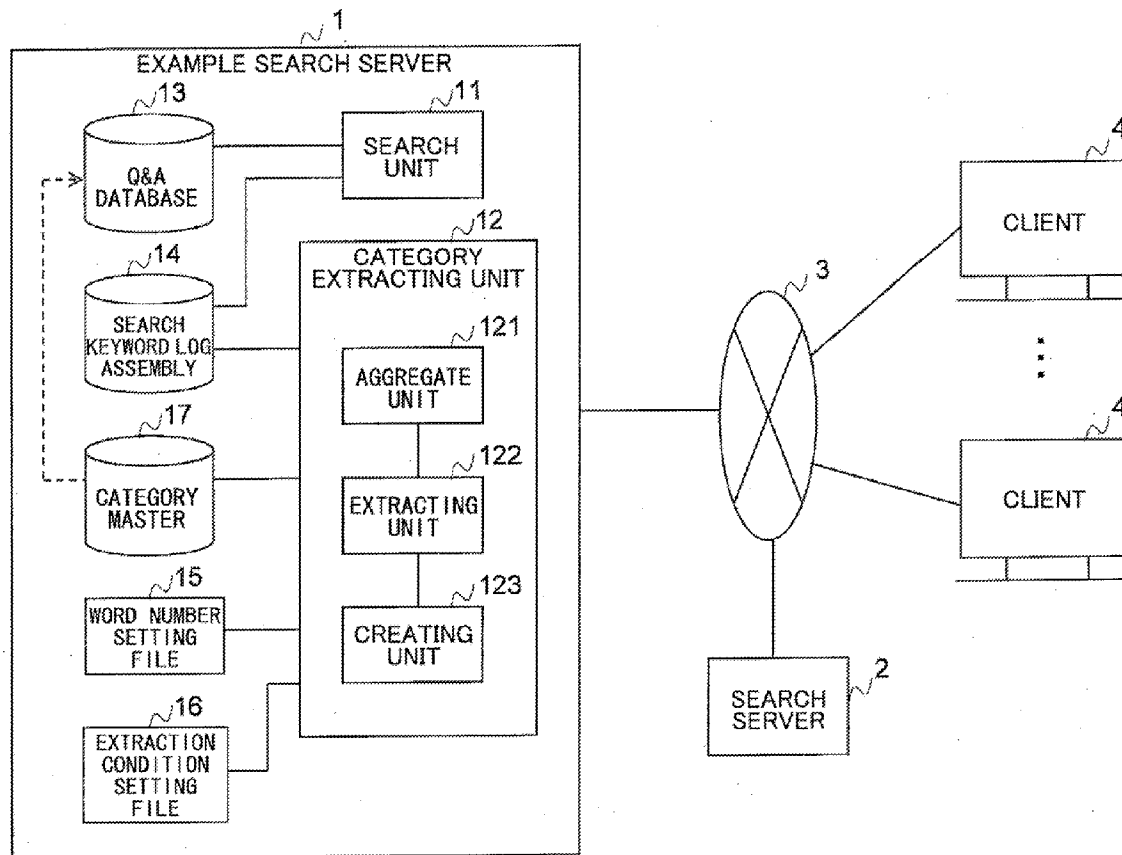 1
EXAMPLE SEARCH SERVER
13
Q&A
DATABASE
11
SEARCH
UNIT
14
SEARCH
KEYWORD LOG
ASSEMBLY
12
CATEGORY
EXTRACTING UNIT
121
AGGREGATE
UNIT
17
CATEGORY
MASTER
122
EXTRACTING
UNIT
15
WORD NUMBER
SETTING
FILE
123
CREATING
UNIT
16
EXTRACTION
CONDITION
SETTING
FILE
3
4
CLIENT
4
CLIENT
2
SEARCH
SERVER